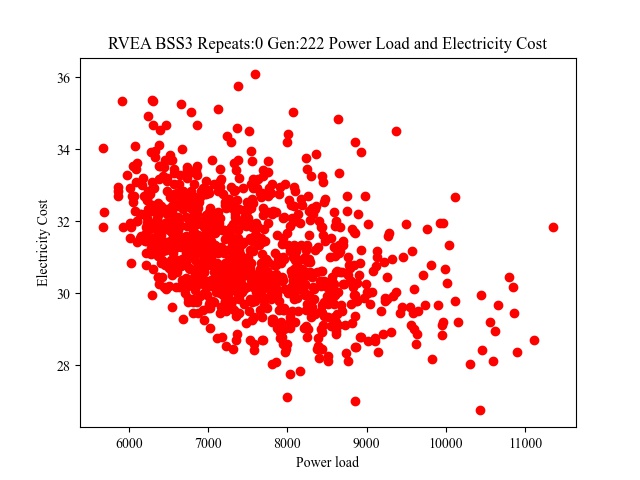 RVEA BSS3 Repeats:0 Gen:222 Power Load and Electricity Cost
36
34
32
30
28
Electricity Cost
6000 7000 8000 9000 10000 11000
Power load